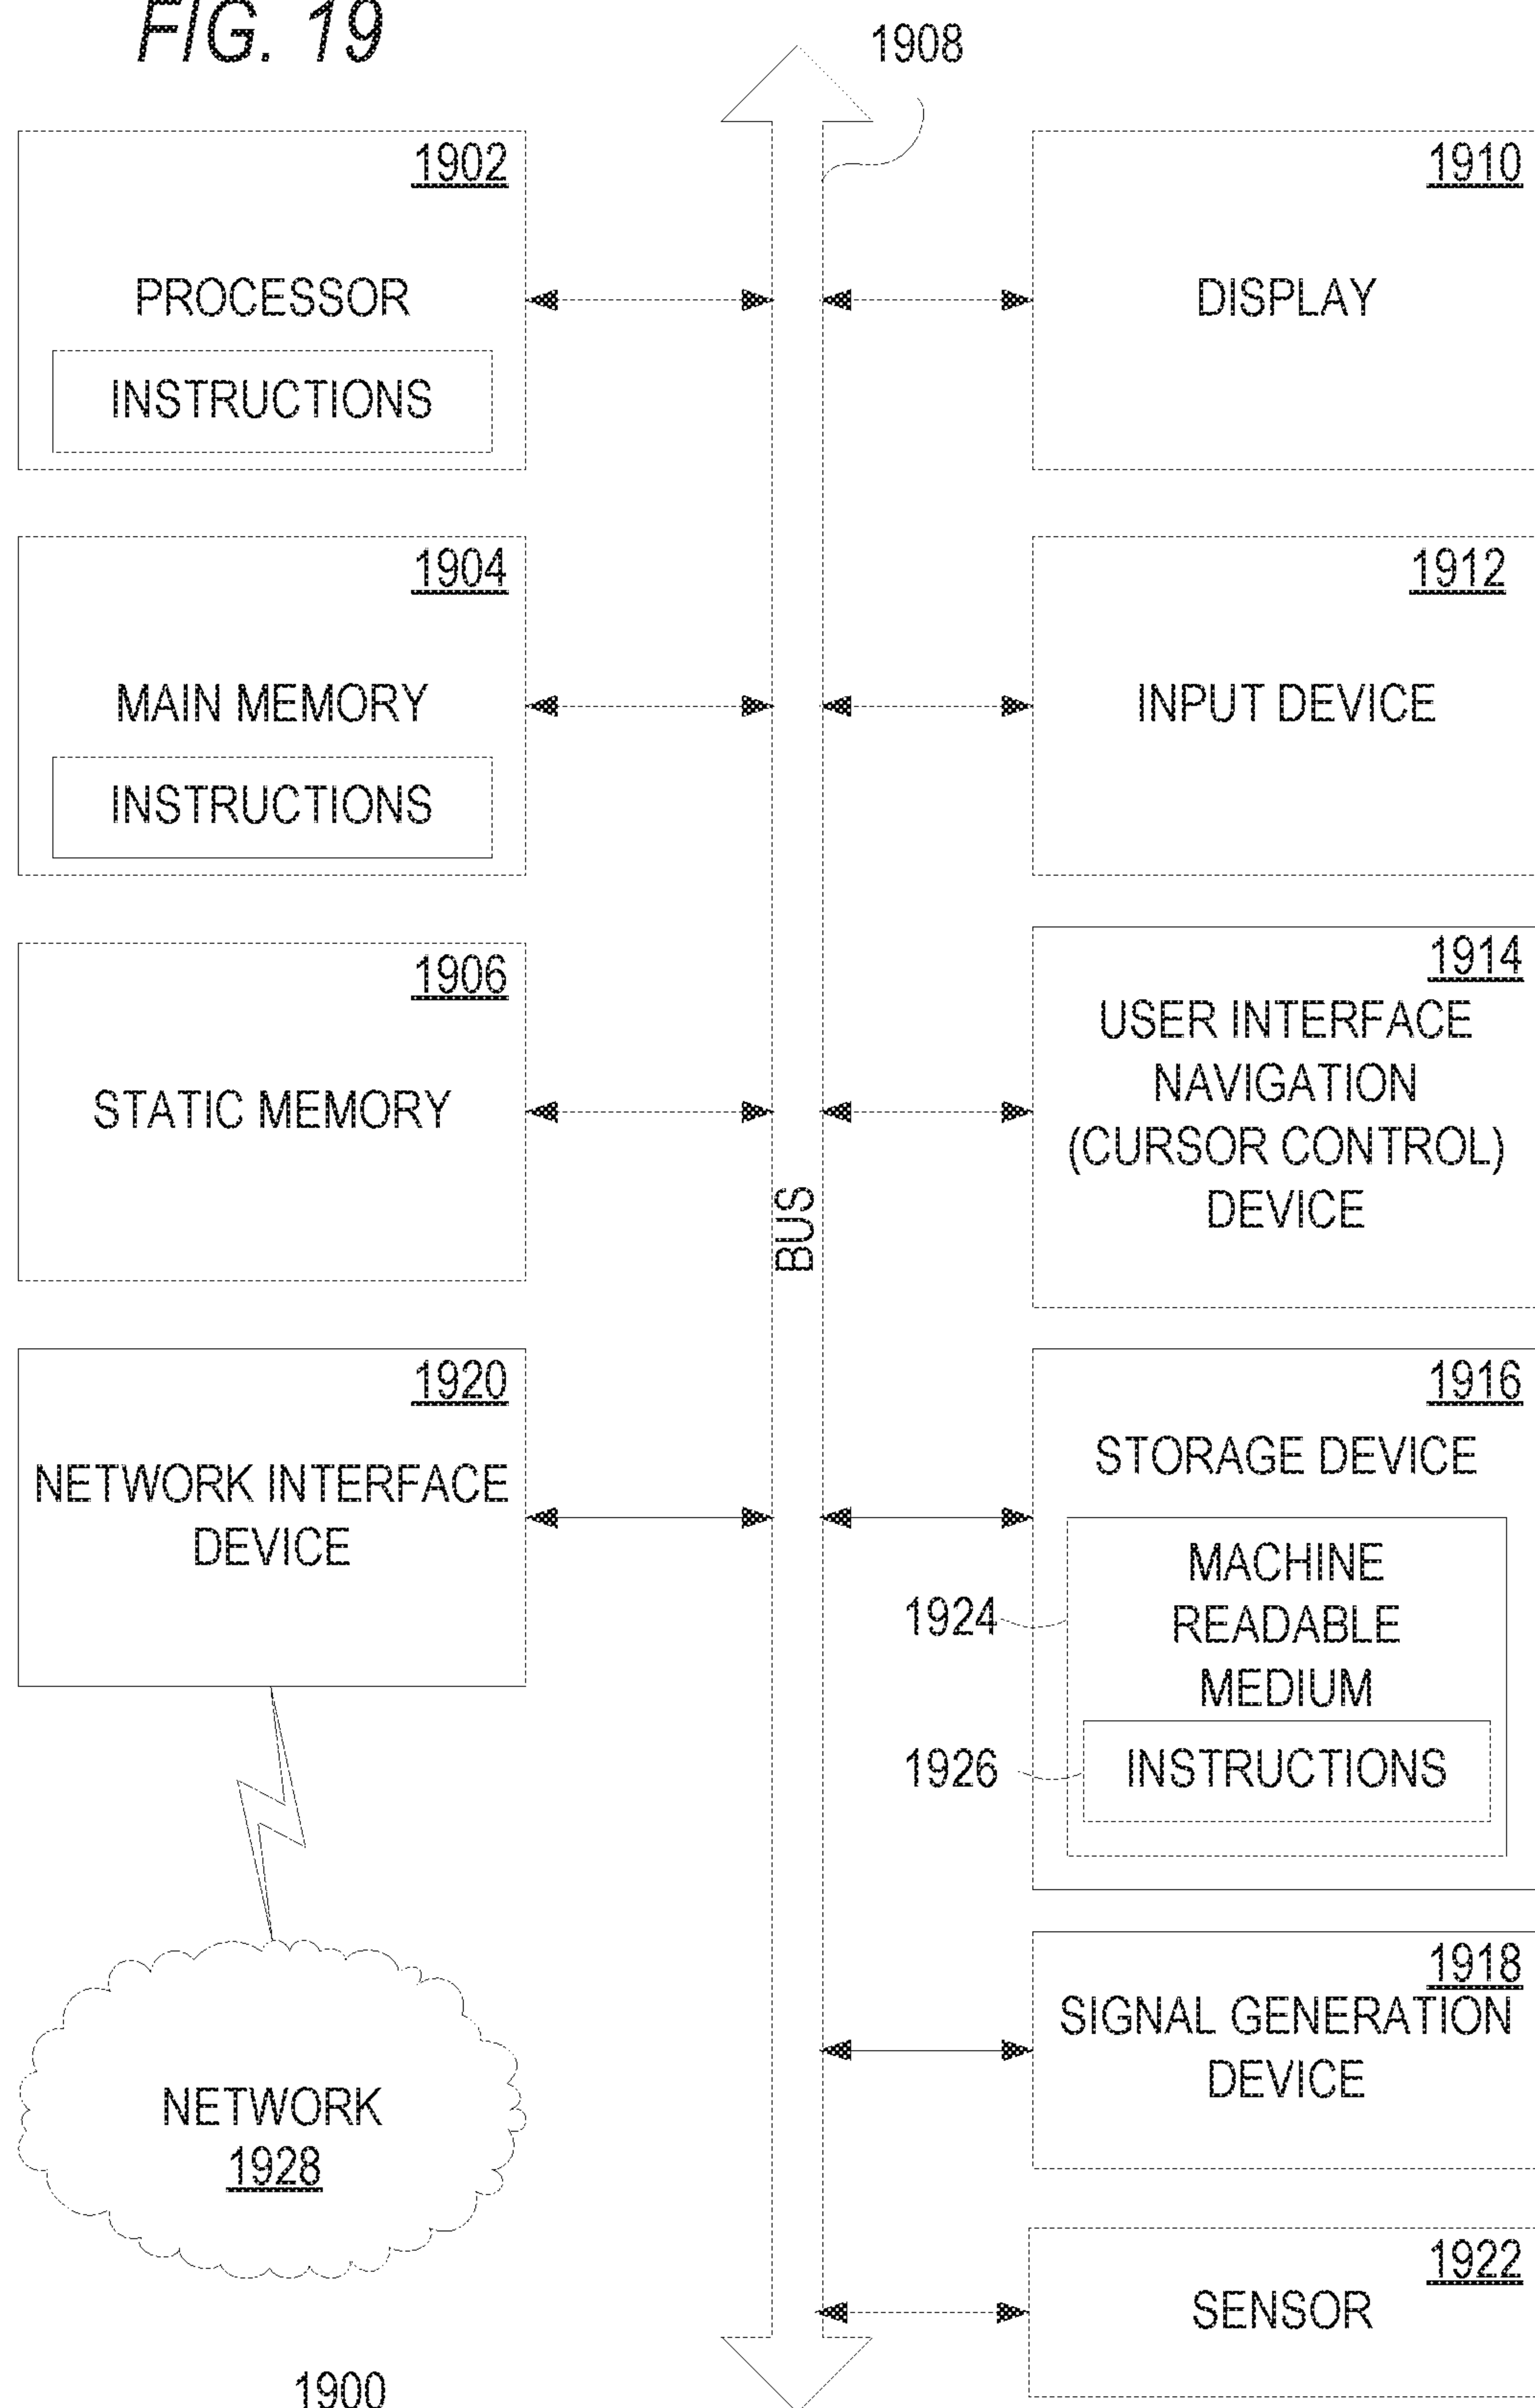 FIG. 19
1908
1902
PROCESSOR
INSTRUCTIONS
1910
DISPLAY
1904
MAIN MEMORY
INSTRUCTIONS
1912
INPUT DEVICE
1906
STATIC MEMORY
1914
USER INTERFACE
NAVIGATION
(CURSOR CONTROL)
DEVICE
BUS
1920
NETWORK INTERFACE
DEVICE
1916
STORAGE DEVICE
1924
MACHINE
READABLE
MEDIUM
1926
INSTRUCTIONS
1918
SIGNAL GENERATION
DEVICE
NETWORK
1928
1922
SENSOR
1900